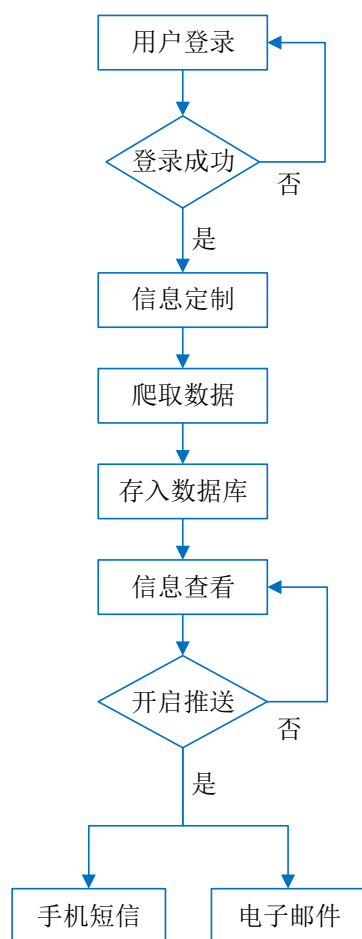 用户登录
登录成功
否
是
信息定制
爬取数据
存入数据库
信息查看
开启推送
否
是
手机短信
电子邮件